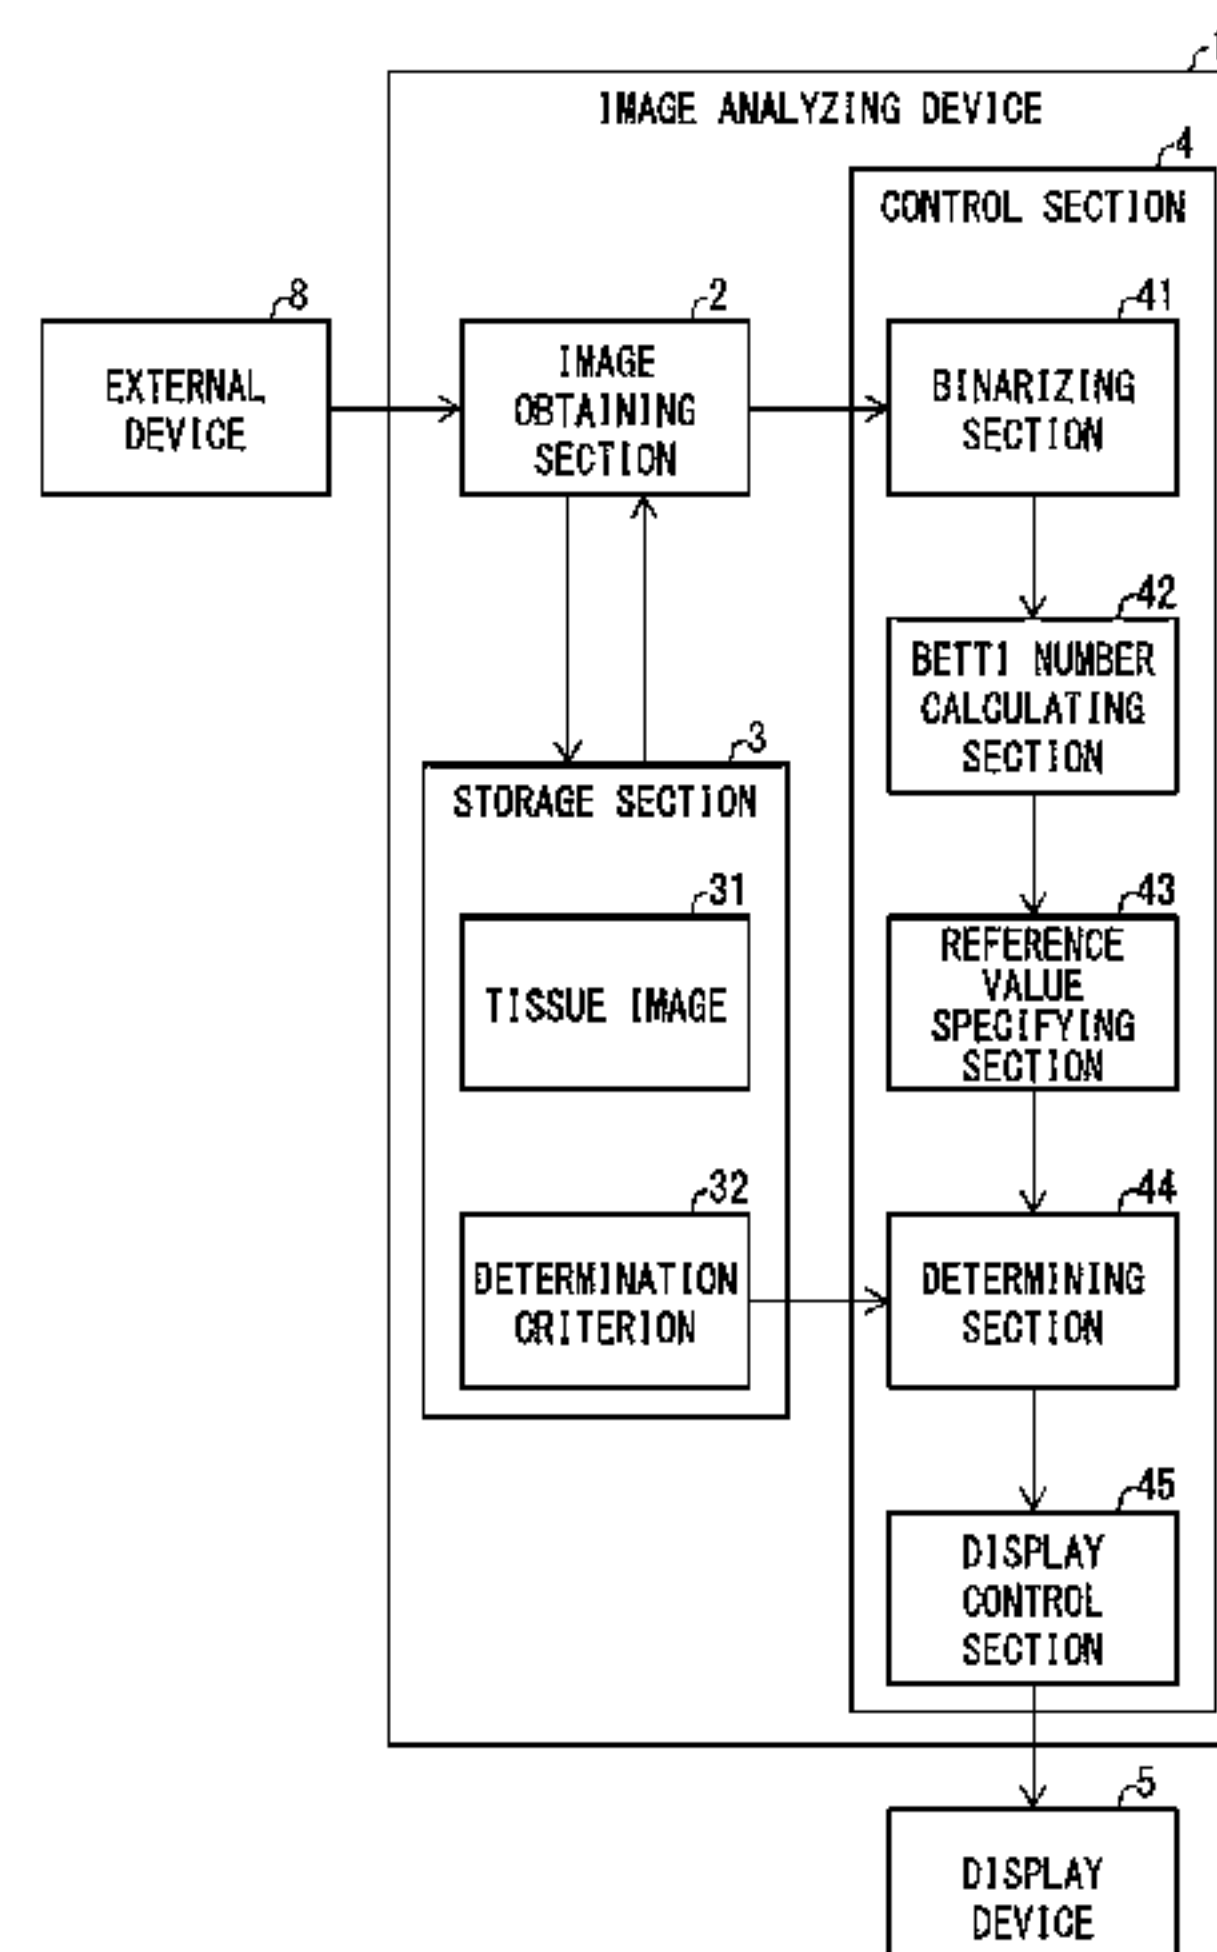 1
IMAGE ANALYZING DEVICE
4
CONTROL SECTION
8
EXTERNAL
DEVICE
2
IMAGE
OBTAINING
SECTION
41
BINARIZING
SECTION
42
BETTI NUMBER
CALCULATING
SECTION
3
STORAGE SECTION
31
TISSUE IMAGE
43
REFERENCE
VALUE
SPECIFYING
SECTION
32
DETERMINATION
CRITERION
44
DETERMINING
SECTION
45
DISPLAY
CONTROL
SECTION
5
DISPLAY
DEVICE